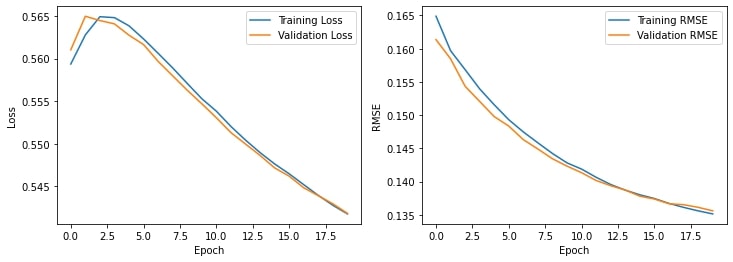 Training Loss
Validation Loss
0.565
0.560
0.555
0.550
0.545
Loss
0.0 2.5 5.0 7.5 10.0 12.5 15.0 17.5
Epoch
Training RMSE
Validation RMSE
0.165
0.160
0.155
0.150
0.145
0.140
0.135
RMSE
0.0 2.5 5.0 7.5 10.0 12.5 15.0 17.5
Epoch